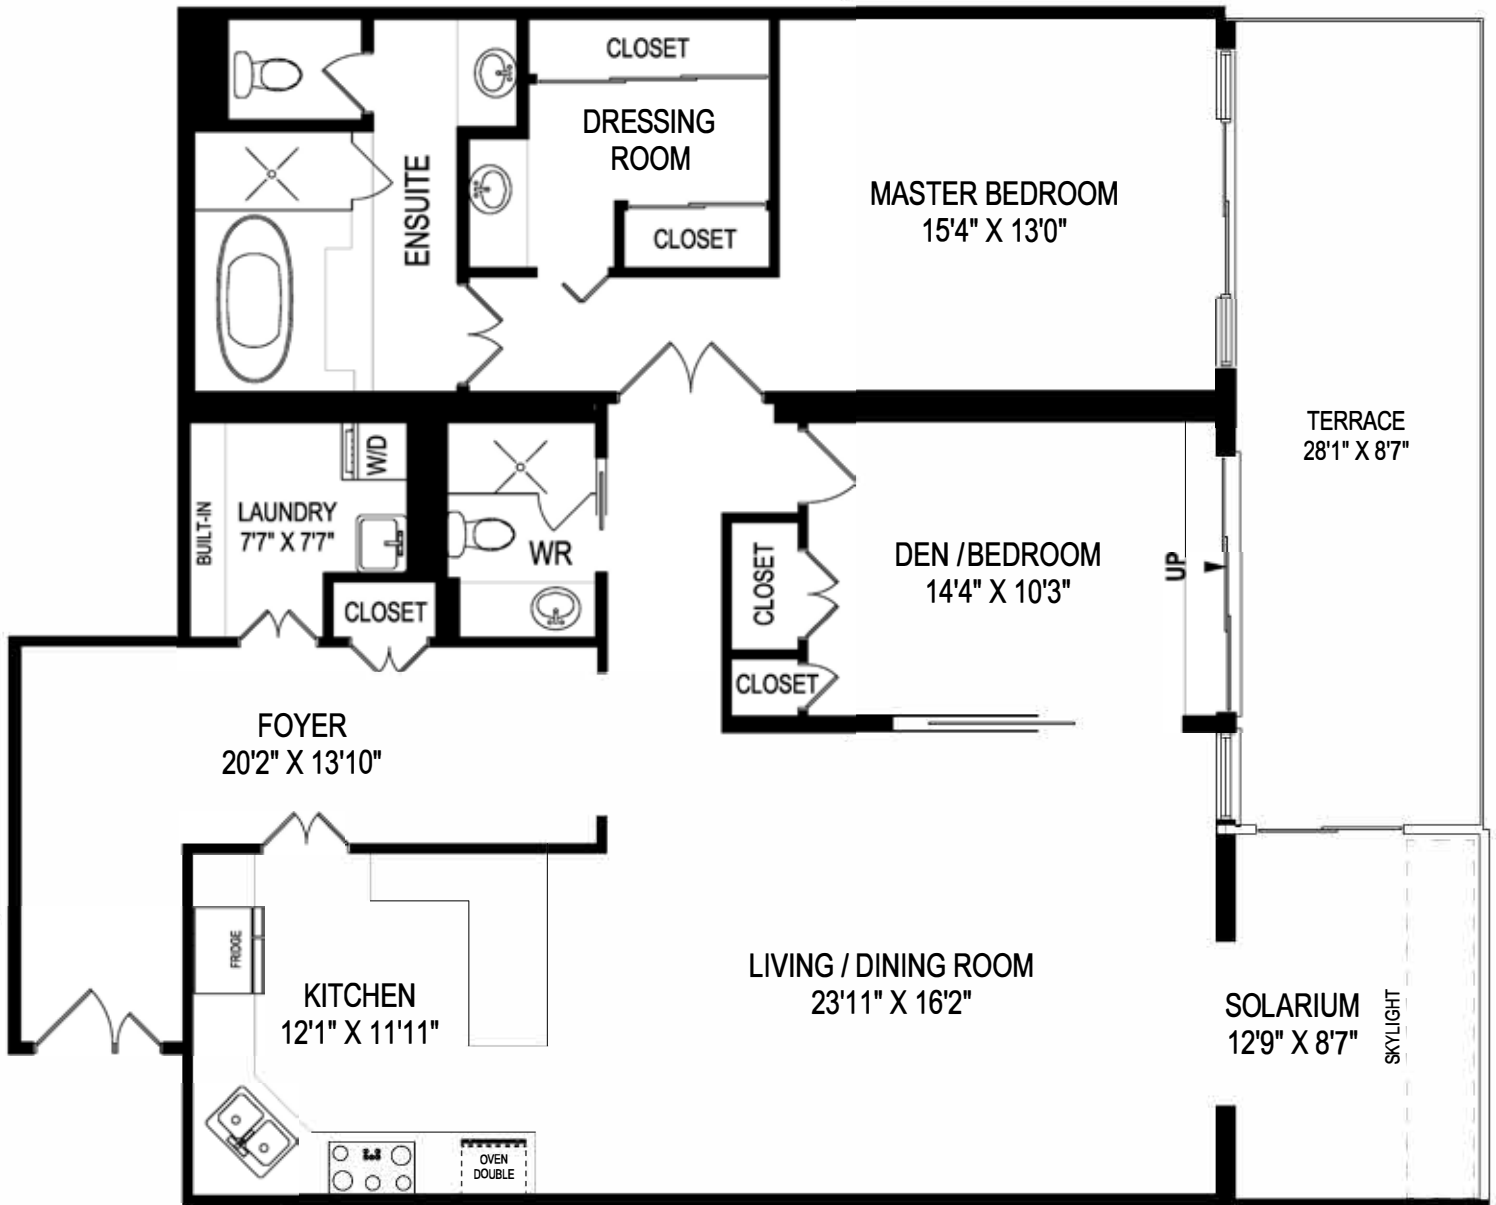 CLOSET
DRESSING
ROOM
CLOSET
ENSUITE
MASTER BEDROOM
15'4" X 13'0"
TERRACE
28'1" X 8'7"
W/D
BUILT-IN
LAUNDRY
7'7" X 7'7"
WR
CLOSET
CLOSET
DEN / BEDROOM
14'4" X 10'3"
UP
CLOSET
FOYER
20'2" X 13'10"
FRIDGE
KITCHEN
12'1" X 11'11"
LIVING / DINING ROOM
23'11" X 16'2"
SOLARIUM
12'9" X 8'7"
SKYLIGHT
OVEN
DOUBLE